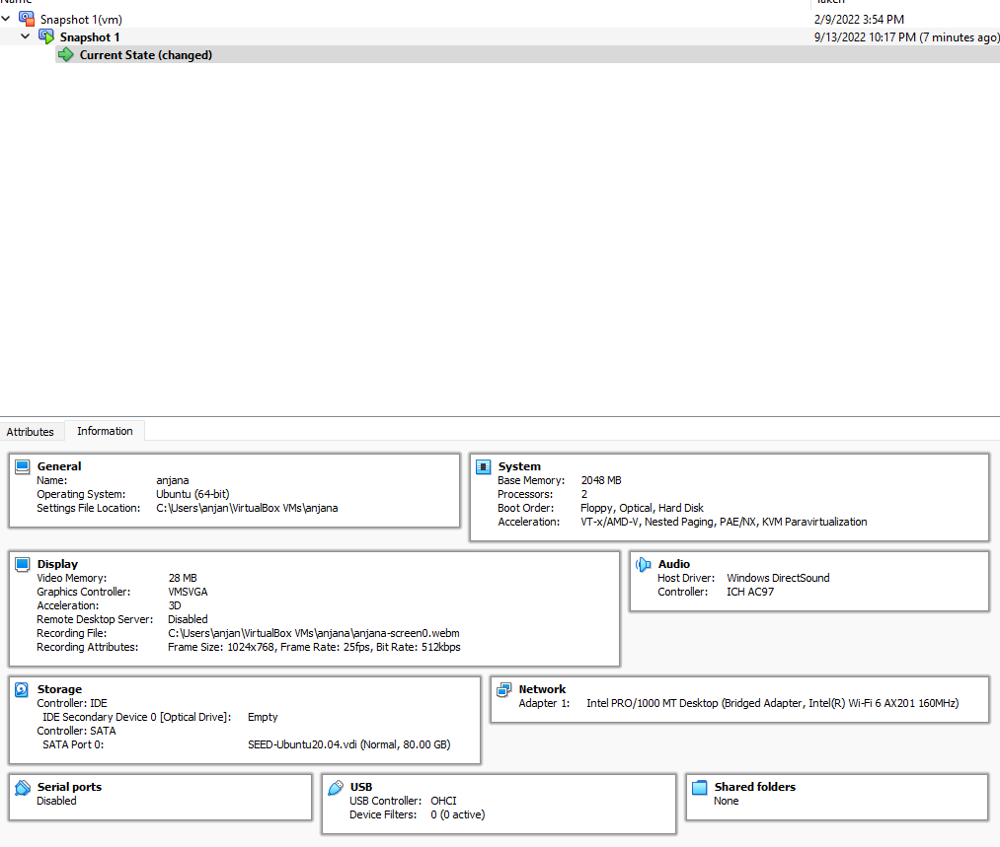 Name Taken
Snapshot 1(vm) 2/9/2022 3:54 PM
Snapshot 1 9/13/2022 10:17 PM (7 minutes ago)
Current State (changed)
Attributes Information
General
Name: anjana
Operating System: Ubuntu (64-bit)
Settings File Location: C:\Users\anjan\VirtualBox VMs\anjana
System
Base Memory: 2048 MB
Processors: 2
Boot Order: Floppy, Optical, Hard Disk
Acceleration: VT-x/AMD-V, Nested Paging, PAE/NX, KVM Paravirtualization
Display
Video Memory: 28 MB
Graphics Controller: VMSVGA
Acceleration: 3D
Remote Desktop Server: Disabled
Recording File: C:\Users\anjan\VirtualBox VMs\anjana\anjana-screen0.webm
Recording Attributes: Frame Size: 1024x768, Frame Rate: 25fps, Bit Rate: 512kbps
Audio
Host Driver: Windows DirectSound
Controller: ICH AC97
Storage
Controller: IDE
IDE Secondary Device 0 [Optical Drive]: Empty
Controller: SATA
SATA Port 0: SEED-Ubuntu20.04.vdi (Normal, 80.00 GB)
Network
Adapter 1: Intel PRO/1000 MT Desktop (Bridged Adapter, Intel(R) Wi-Fi 6 AX201 160MHz)
Serial ports
Disabled
USB
USB Controller: OHCI
Device Filters: 0 (0 active)
Shared folders
None